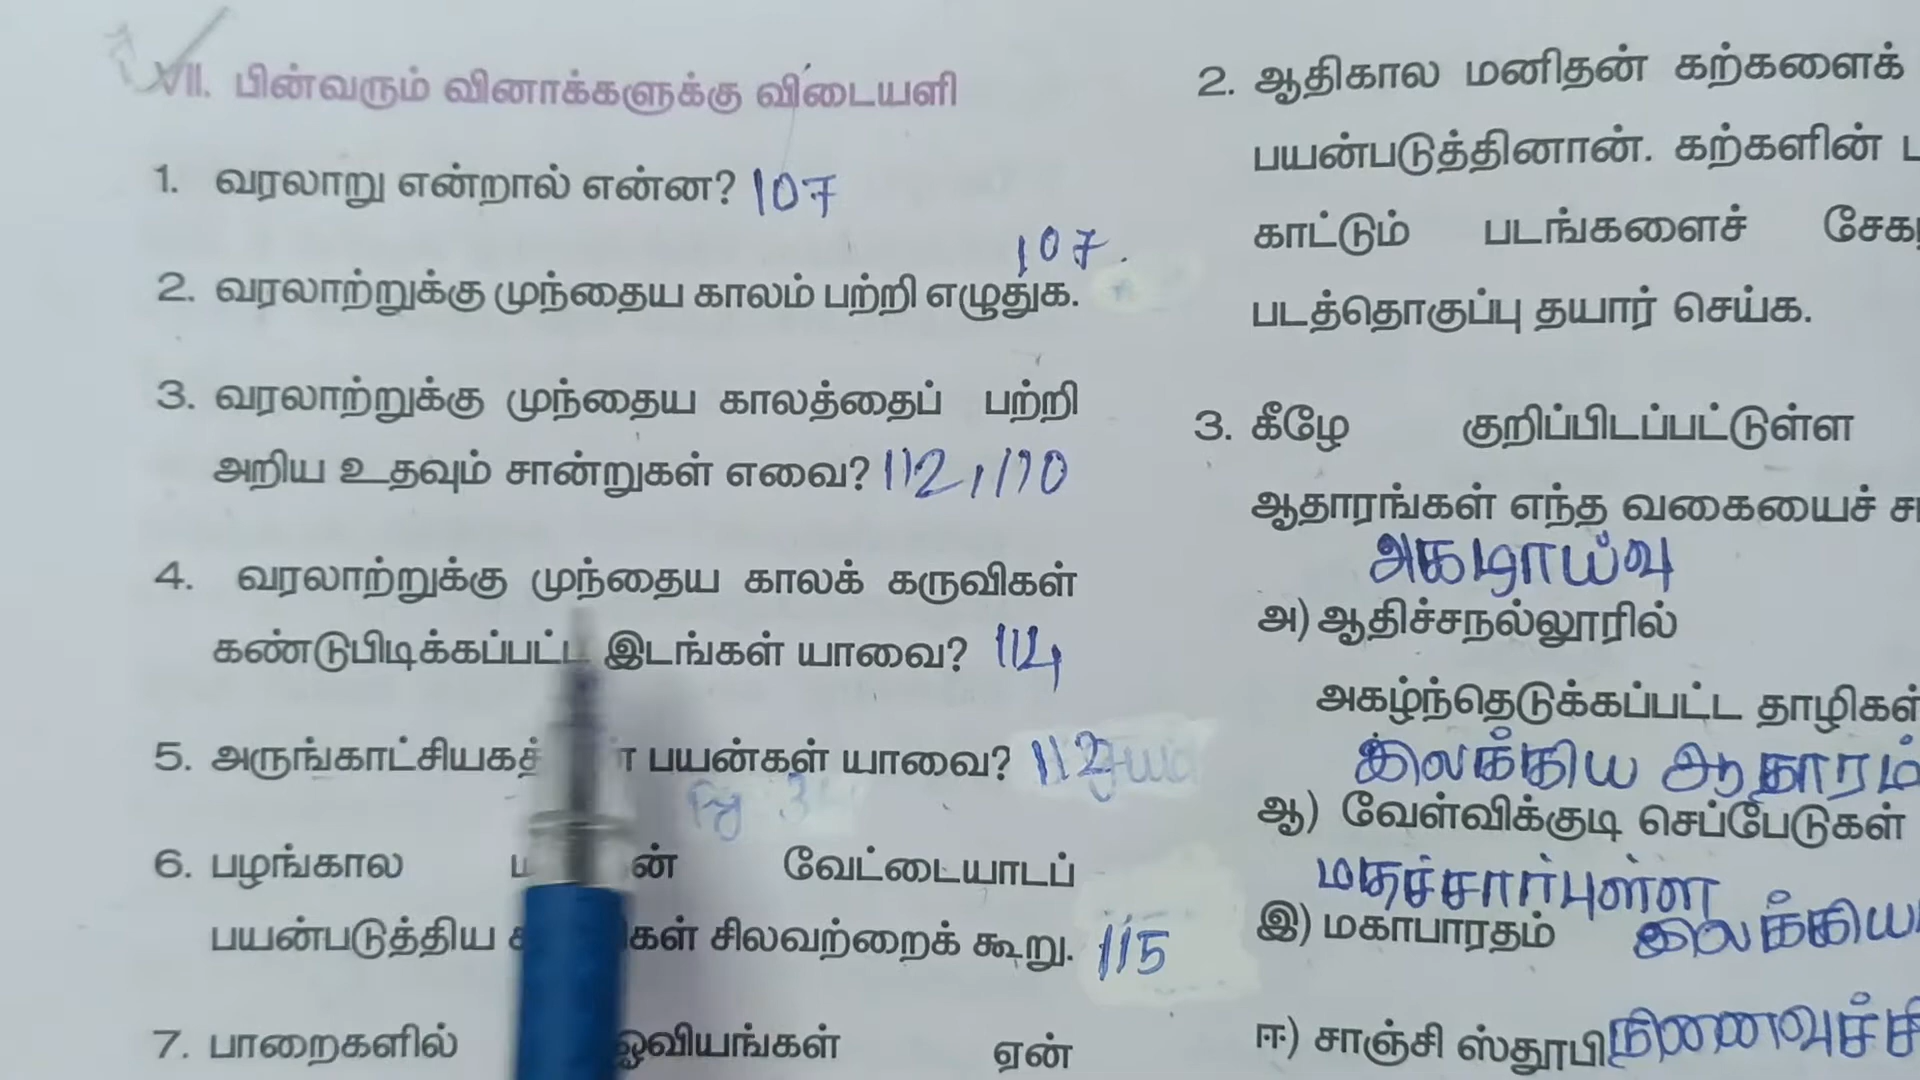 VII. பின்வரும் வினாக்களுக்கு விடையளி
1. வரலாறு என்றால் என்ன? 107
107.
2. வரலாற்றுக்கு முந்தைய காலம் பற்றி எழுதுக.
3. வரலாற்றுக்கு முந்தைய காலத்தைப் பற்றி
அறிய உதவும் சான்றுகள் எவை? 112, 110
4. வரலாற்றுக்கு முந்தைய காலக் கருவிகள்
கண்டுபிடிக்கப்பட்ட இடங்கள் யாவை? 114
5. பயன்கள் யாவை? 112
6. பழங்கால வேட்டையாடப்
பயன்படுத்திய சிலவற்றைக் கூறு. 115
7. பாறைகளில் ஓவியங்கள் ஏன்
2. ஆதிகால மனிதன் கற்களைக்
பயன்படுத்தினான். கற்களின்
காட்டும் படங்களைச்
படத்தொகுப்பு தயார் செய்க.
3. கீழே குறிப்பிடப்பட்டுள்ள
ஆதாரங்கள் எந்த வகையைச்
அகழாய்வு
அ) ஆதிச்சநல்லூரில்
அகழ்ந்தெடுக்கப்பட்ட தாழிகள்
இலக்கிய ஆதாரம்
ஆ) வேள்விக்குடி செப்பேடுகள்
மதச்சார்புள்ள
இ) மகாபாரதம்
ஈ) சாஞ்சி ஸ்தூபி